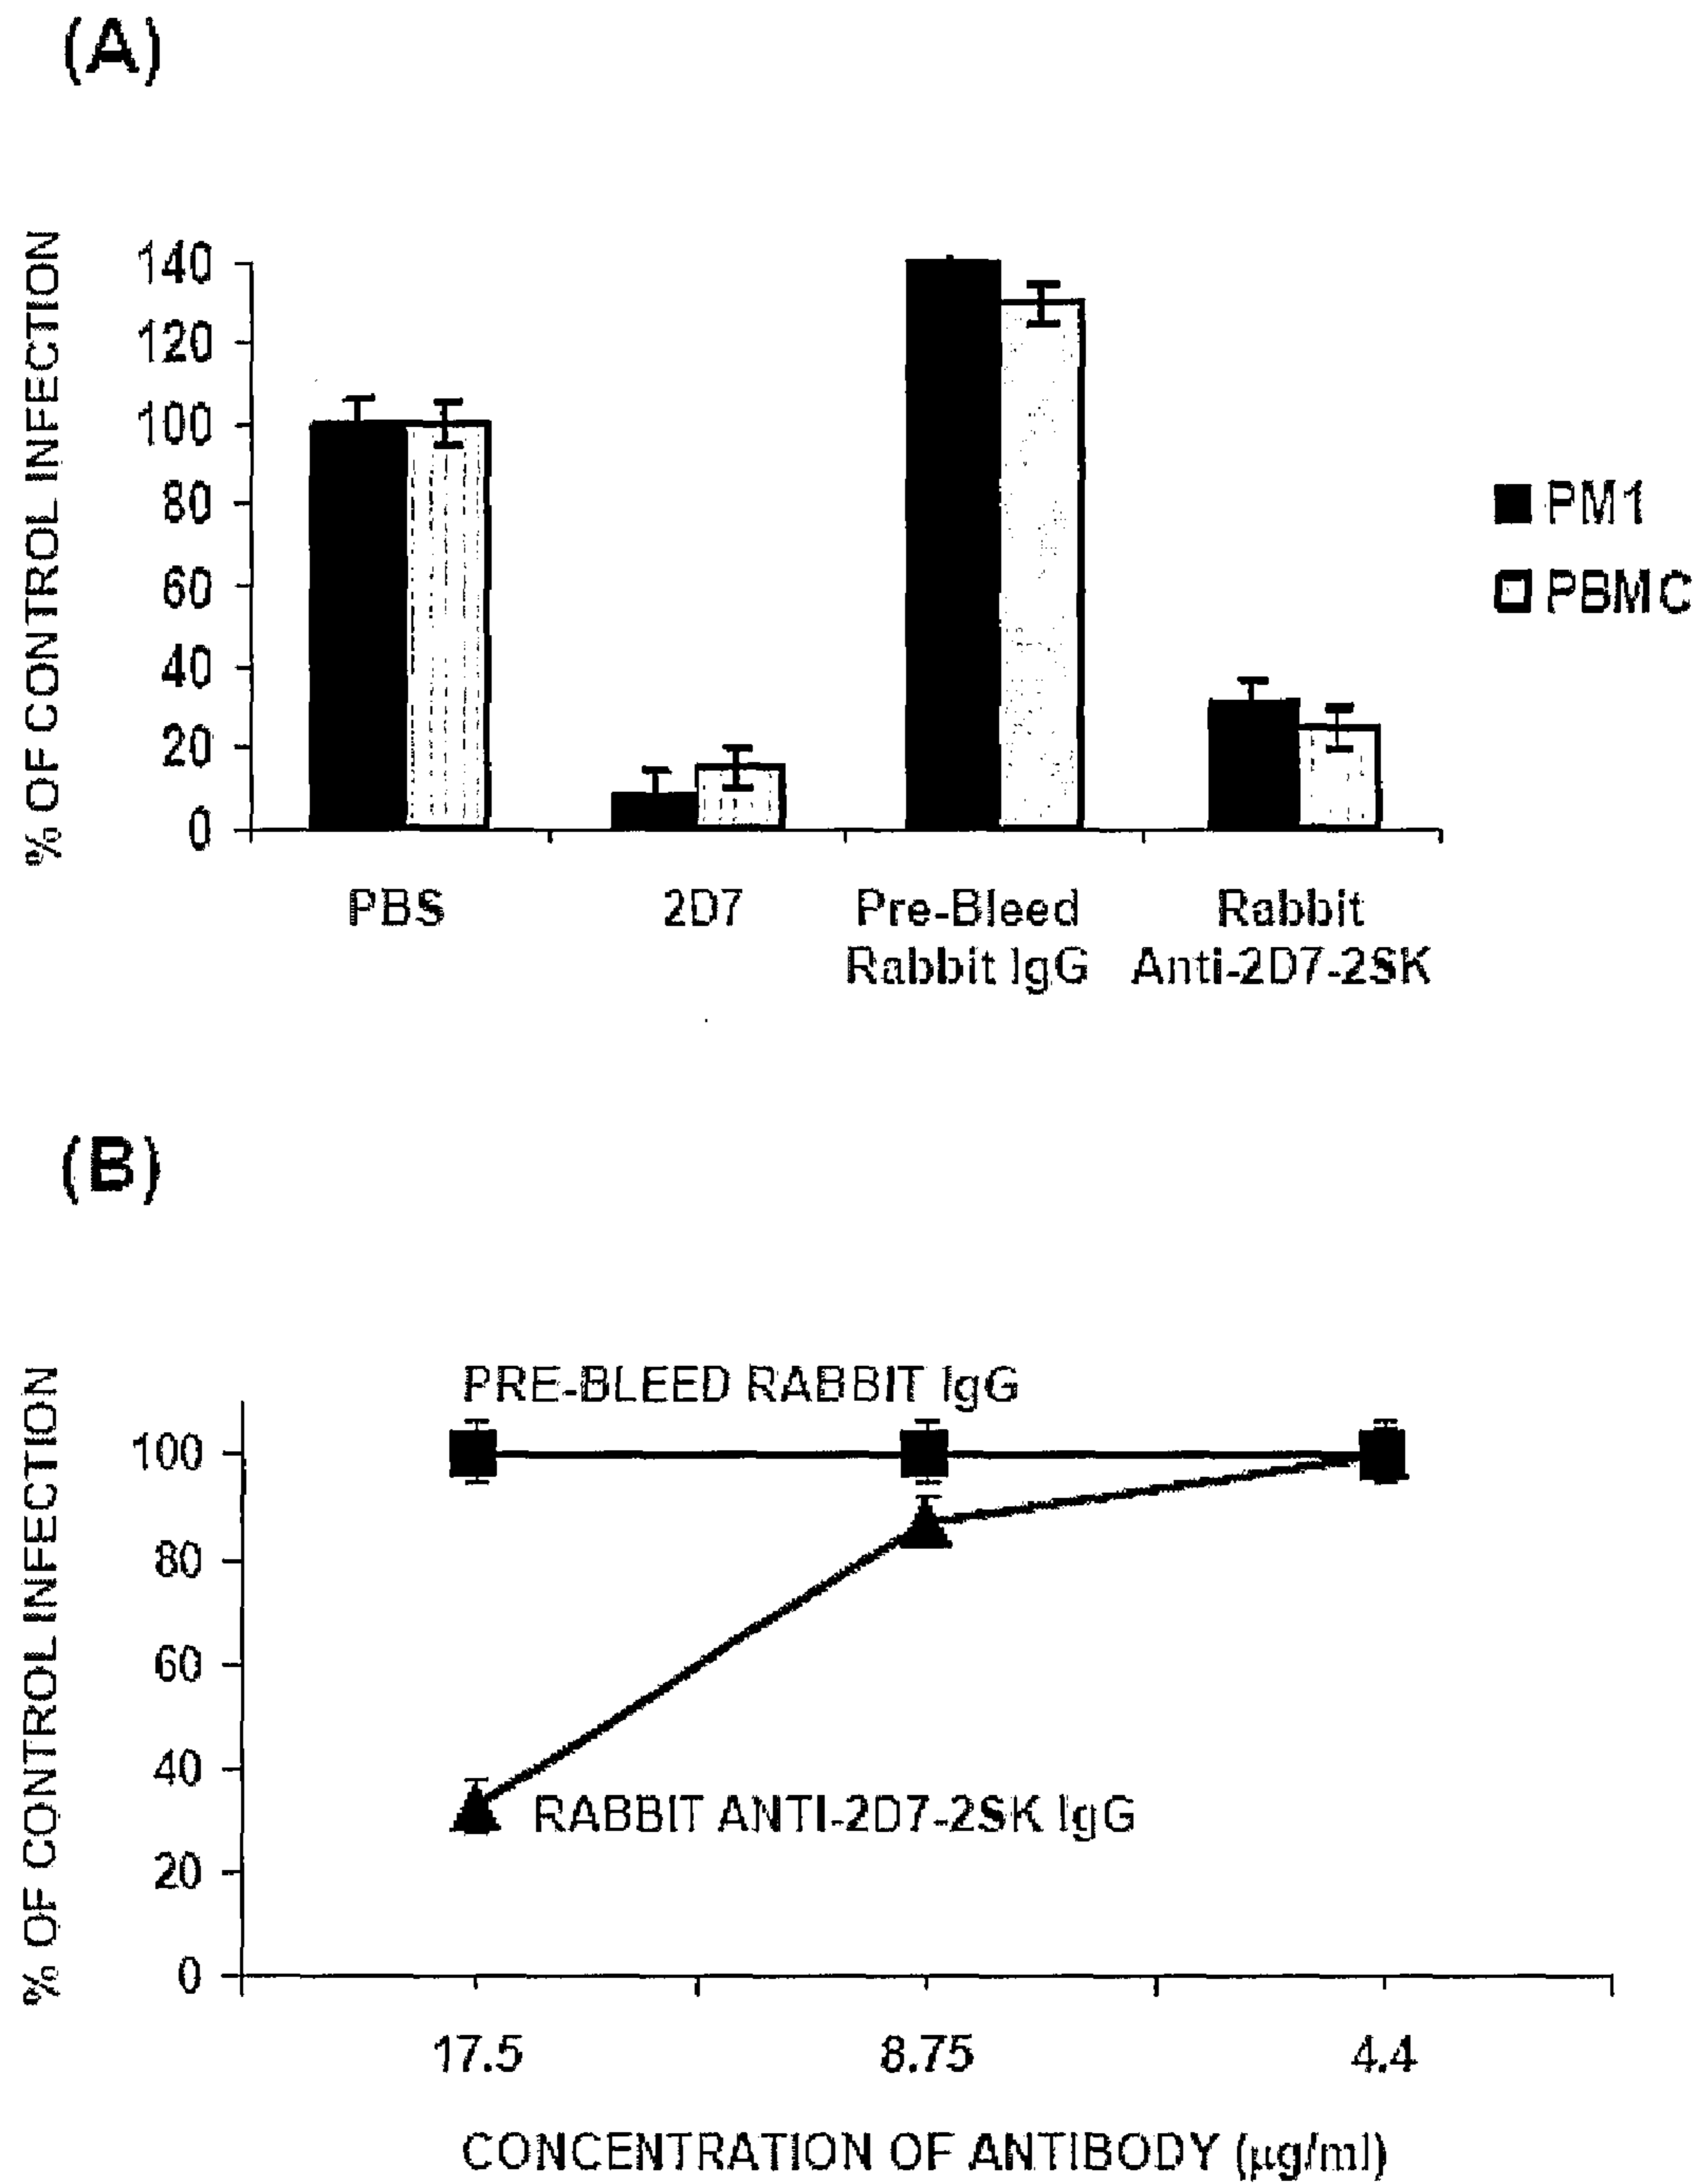 (A)
% OF CONTROL INFECTION
140
120
100
80
60
40
20
0
PBS
2D7
Pre-Bleed
Rabbit IgG
Rabbit
Anti-2D7-2SK
PM1
PBMC
(B)
% OF CONTROL INFECTION
100
80
60
40
20
0
PRE-BLEED RABBIT IgG
RABBIT ANTI-2D7-2SK IgG
17.5
8.75
4.4
CONCENTRATION OF ANTIBODY (μg/ml)